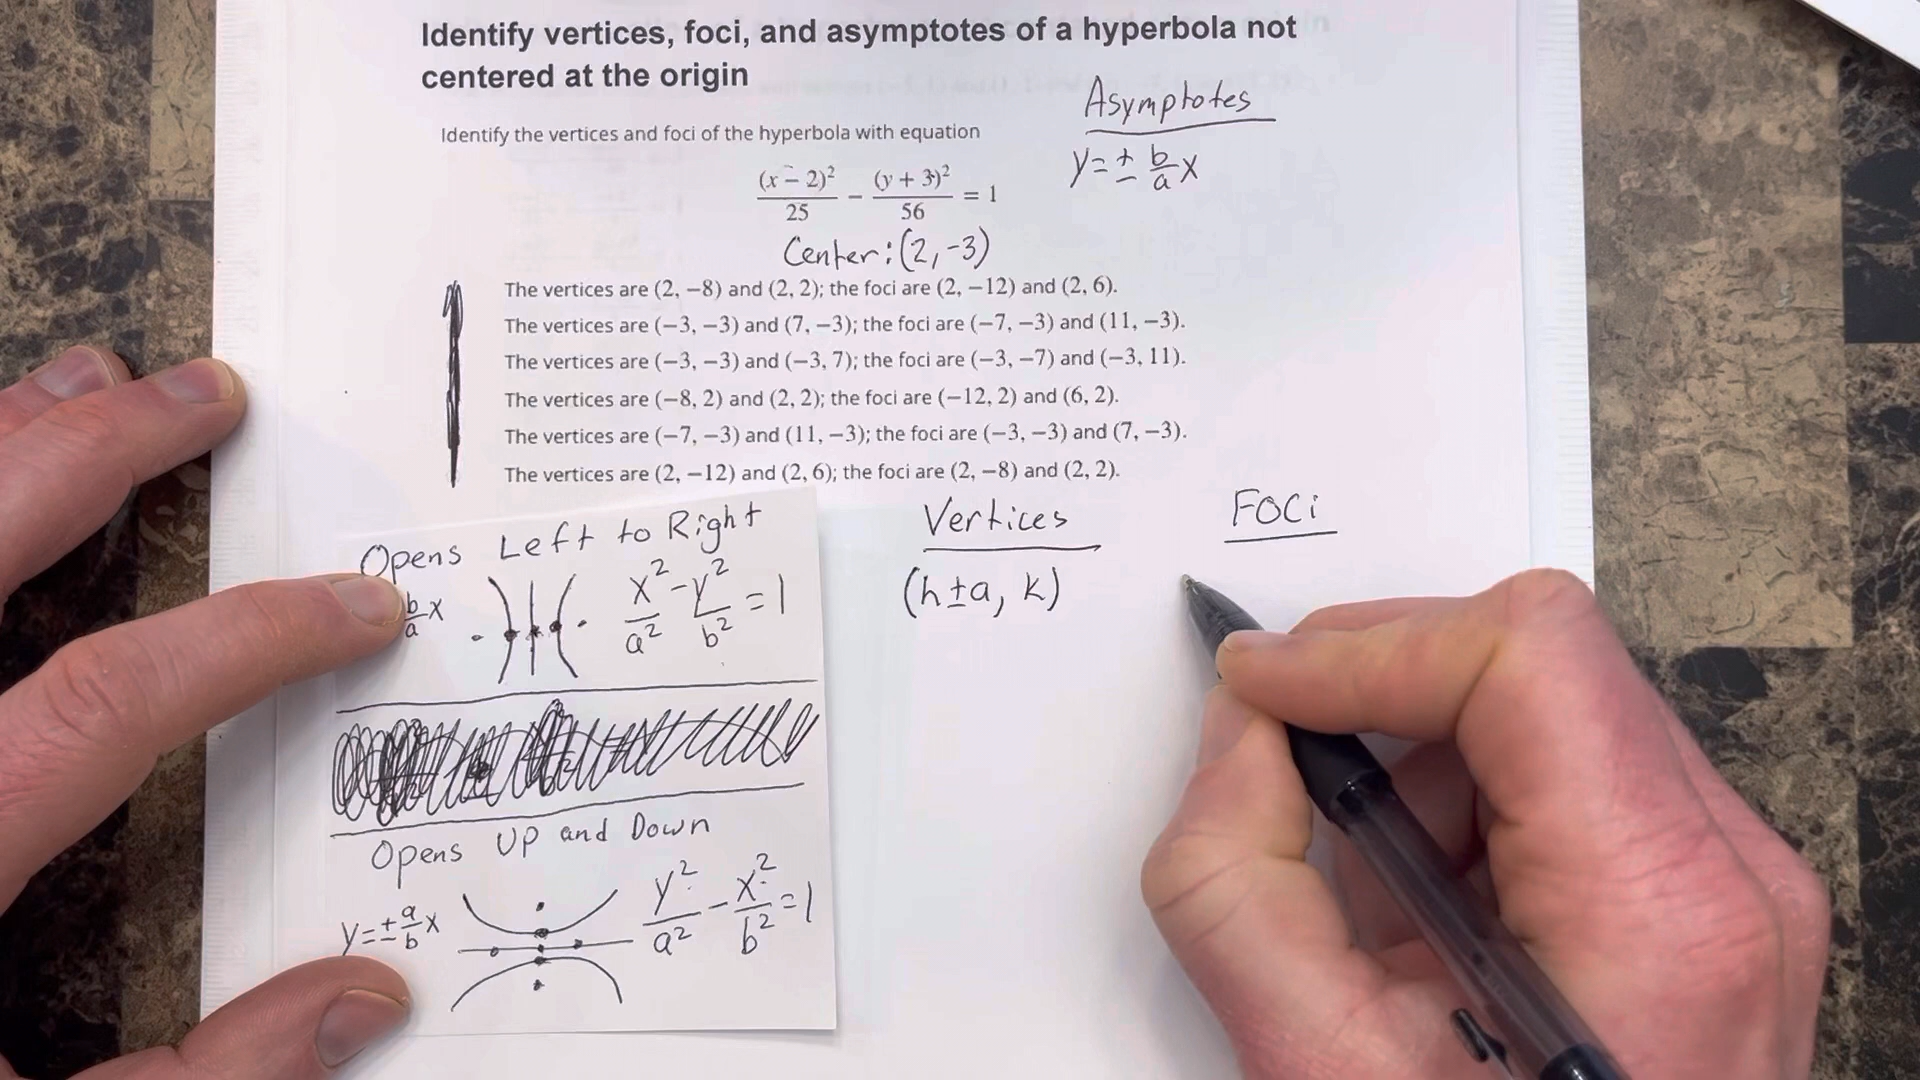 Identify vertices, foci, and asymptotes of a hyperbola not
centered at the origin
Asymptotes
y=± b/a x
Identify the vertices and foci of the hyperbola with equation
(x − 2)²/25 − (y + 3)²/56 = 1
Center: (2, -3)
The vertices are (2, −8) and (2, 2); the foci are (2, −12) and (2, 6).
The vertices are (−3, −3) and (7, −3); the foci are (−7, −3) and (11, −3).
The vertices are (−3, −3) and (−3, 7); the foci are (−3, −7) and (−3, 11).
The vertices are (−8, 2) and (2, 2); the foci are (−12, 2) and (6, 2).
The vertices are (−7, −3) and (11, −3); the foci are (−3, −3) and (7, −3).
The vertices are (2, −12) and (2, 6); the foci are (2, −8) and (2, 2).
Opens Left to Right
b/a x
x²/a² - y²/b² = 1
Opens UP and Down
y=± a/b x
y²/a² - x²/b² = 1
Vertices
(h±a, k)
FOCi